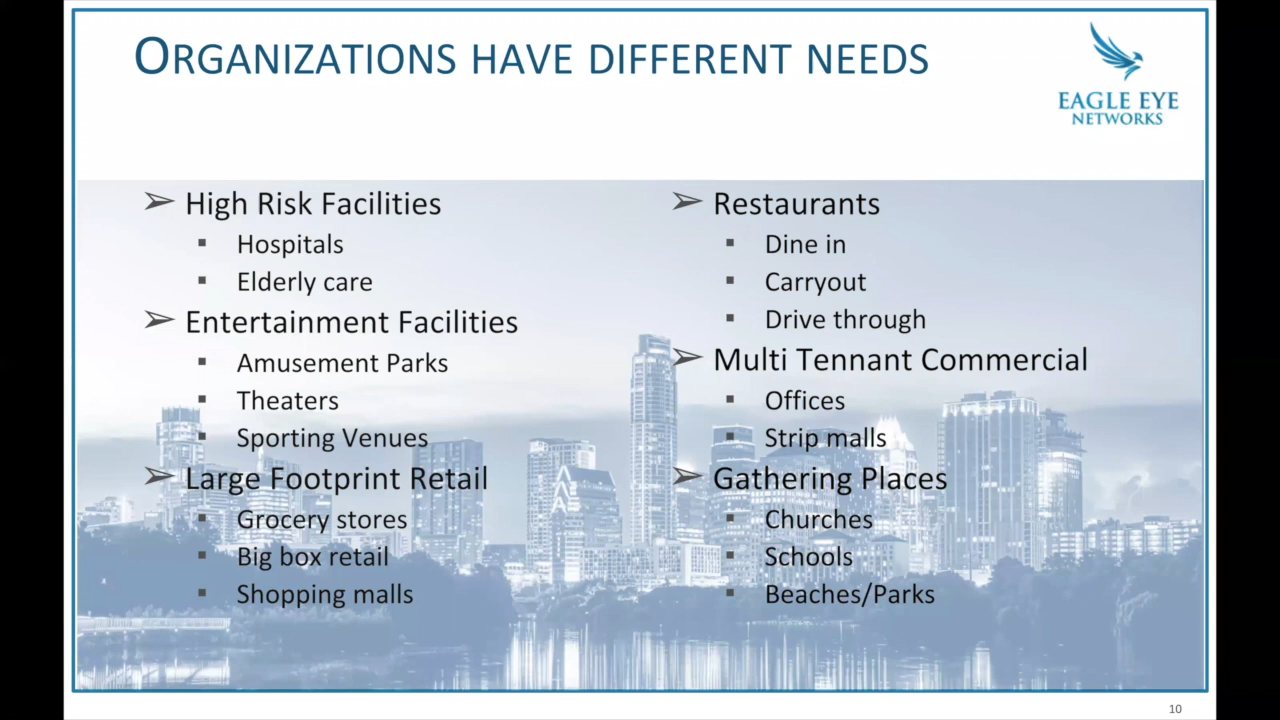 ORGANIZATIONS HAVE DIFFERENT NEEDS
EAGLE EYE
NETWORKS
➢ High Risk Facilities
▪ Hospitals
▪ Elderly care
➢ Entertainment Facilities
▪ Amusement Parks
▪ Theaters
▪ Sporting Venues
➢ Large Footprint Retail
▪ Grocery stores
▪ Big box retail
▪ Shopping malls
➢ Restaurants
▪ Dine in
▪ Carryout
▪ Drive through
➢ Multi Tennant Commercial
▪ Offices
▪ Strip malls
➢ Gathering Places
▪ Churches
▪ Schools
▪ Beaches/Parks
10